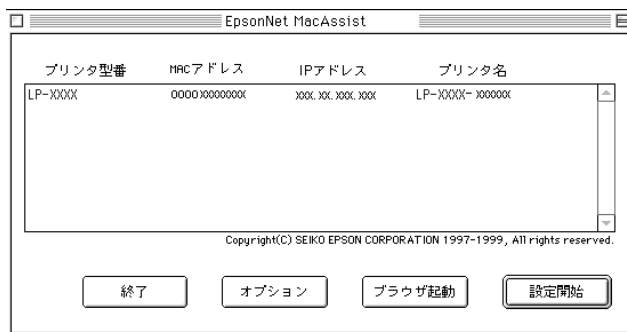 EpsonNet MacAssist
プリンタ型番 MACアドレス IPアドレス プリンタ名
LP-XXXX 0000XXXXXXXX XXX.XX.XXX.XXX LP-XXXX-XXXXXX
Copyright(C) SEIKO EPSON CORPORATION 1997-1999, All rights reserved.
終了 オプション ブラウザ起動 設定開始